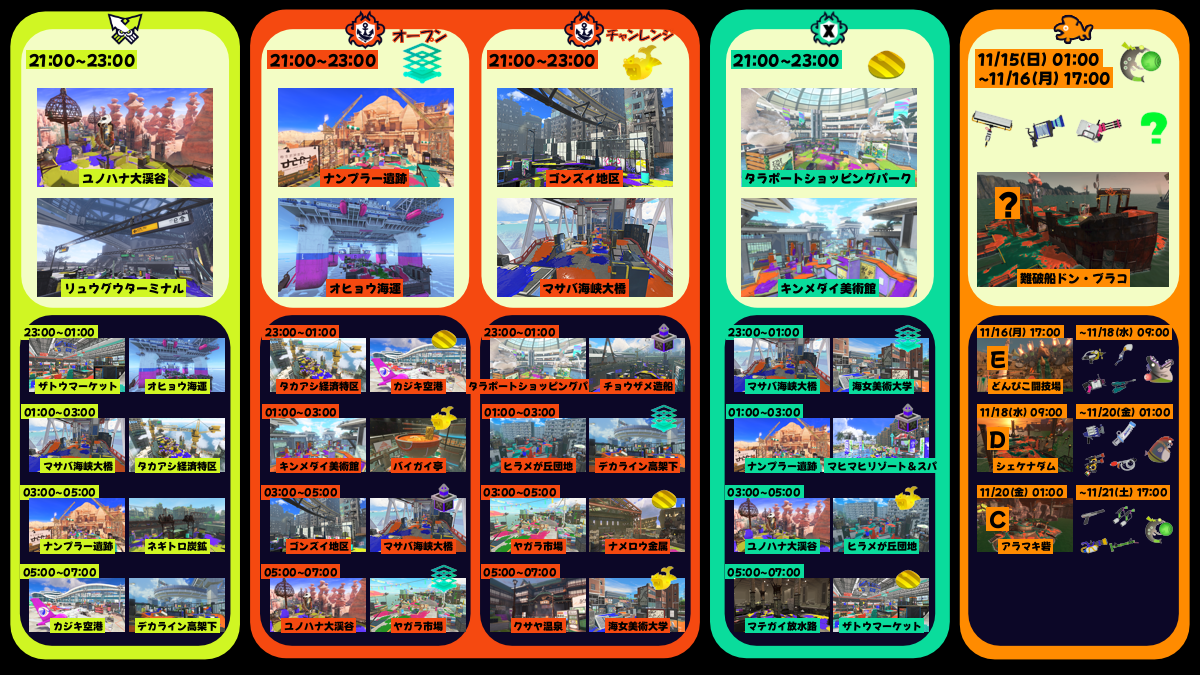 21:00~23:00
ユノハナ大渓谷
リュウグウターミナル
23:00~01:00
ザトウマーケット
オヒョウ海運
01:00~03:00
マサバ海峡大橋
タカアシ経済特区
03:00~05:00
ナンプラー遺跡
ネギトロ炭鉱
05:00~07:00
カジキ空港
デカライン高架下
オープン
21:00~23:00
ナンプラー遺跡
オヒョウ海運
23:00~01:00
タカアシ経済特区
カジキ空港
01:00~03:00
キンメダイ美術館
バイガイ亭
03:00~05:00
ゴンズイ地区
マサバ海峡大橋
05:00~07:00
ユノハナ大渓谷
ヤガラ市場
チャンレンジ
21:00~23:00
ゴンズイ地区
マサバ海峡大橋
23:00~01:00
タラポートショッピングパ
チョウザメ造船
01:00~03:00
ヒラメが丘団地
デカライン高架下
03:00~05:00
ヤガラ市場
ナメロウ金属
05:00~07:00
クサヤ温泉
海女美術大学
X
21:00~23:00
タラポートショッピングパーク
キンメダイ美術館
23:00~01:00
マサバ海峡大橋
海女美術大学
01:00~03:00
ナンプラー遺跡
マヒマヒリゾート&スパ
03:00~05:00
ユノハナ大渓谷
ヒラメが丘団地
05:00~07:00
マテガイ放水路
ザトウマーケット
11/15(日) 01:00
~11/16(月) 17:00
?
?
難破船ドン・ブラコ
11/16(月) 17:00
~11/18(水) 09:00
E
どんぴこ闘技場
11/18(水) 09:00
~11/20(金) 01:00
D
シェケナダム
11/20(金) 01:00
~11/21(土) 17:00
C
アラマキ砦